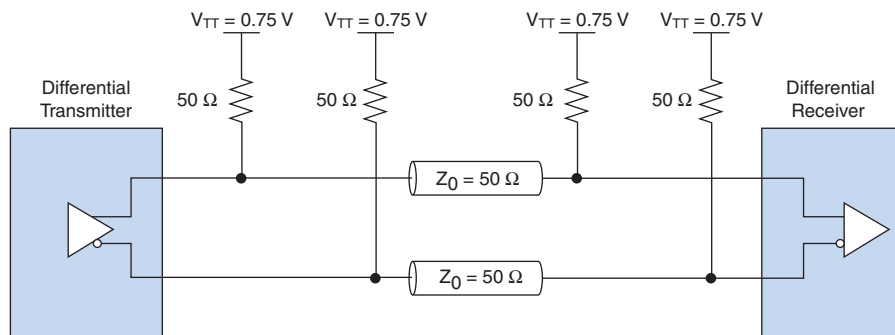 V_TT = 0.75 V V_TT = 0.75 V V_TT = 0.75 V V_TT = 0.75 V
Differential
Transmitter
50 Ω 50 Ω 50 Ω 50 Ω
Differential
Receiver
Z_0 = 50 Ω
Z_0 = 50 Ω